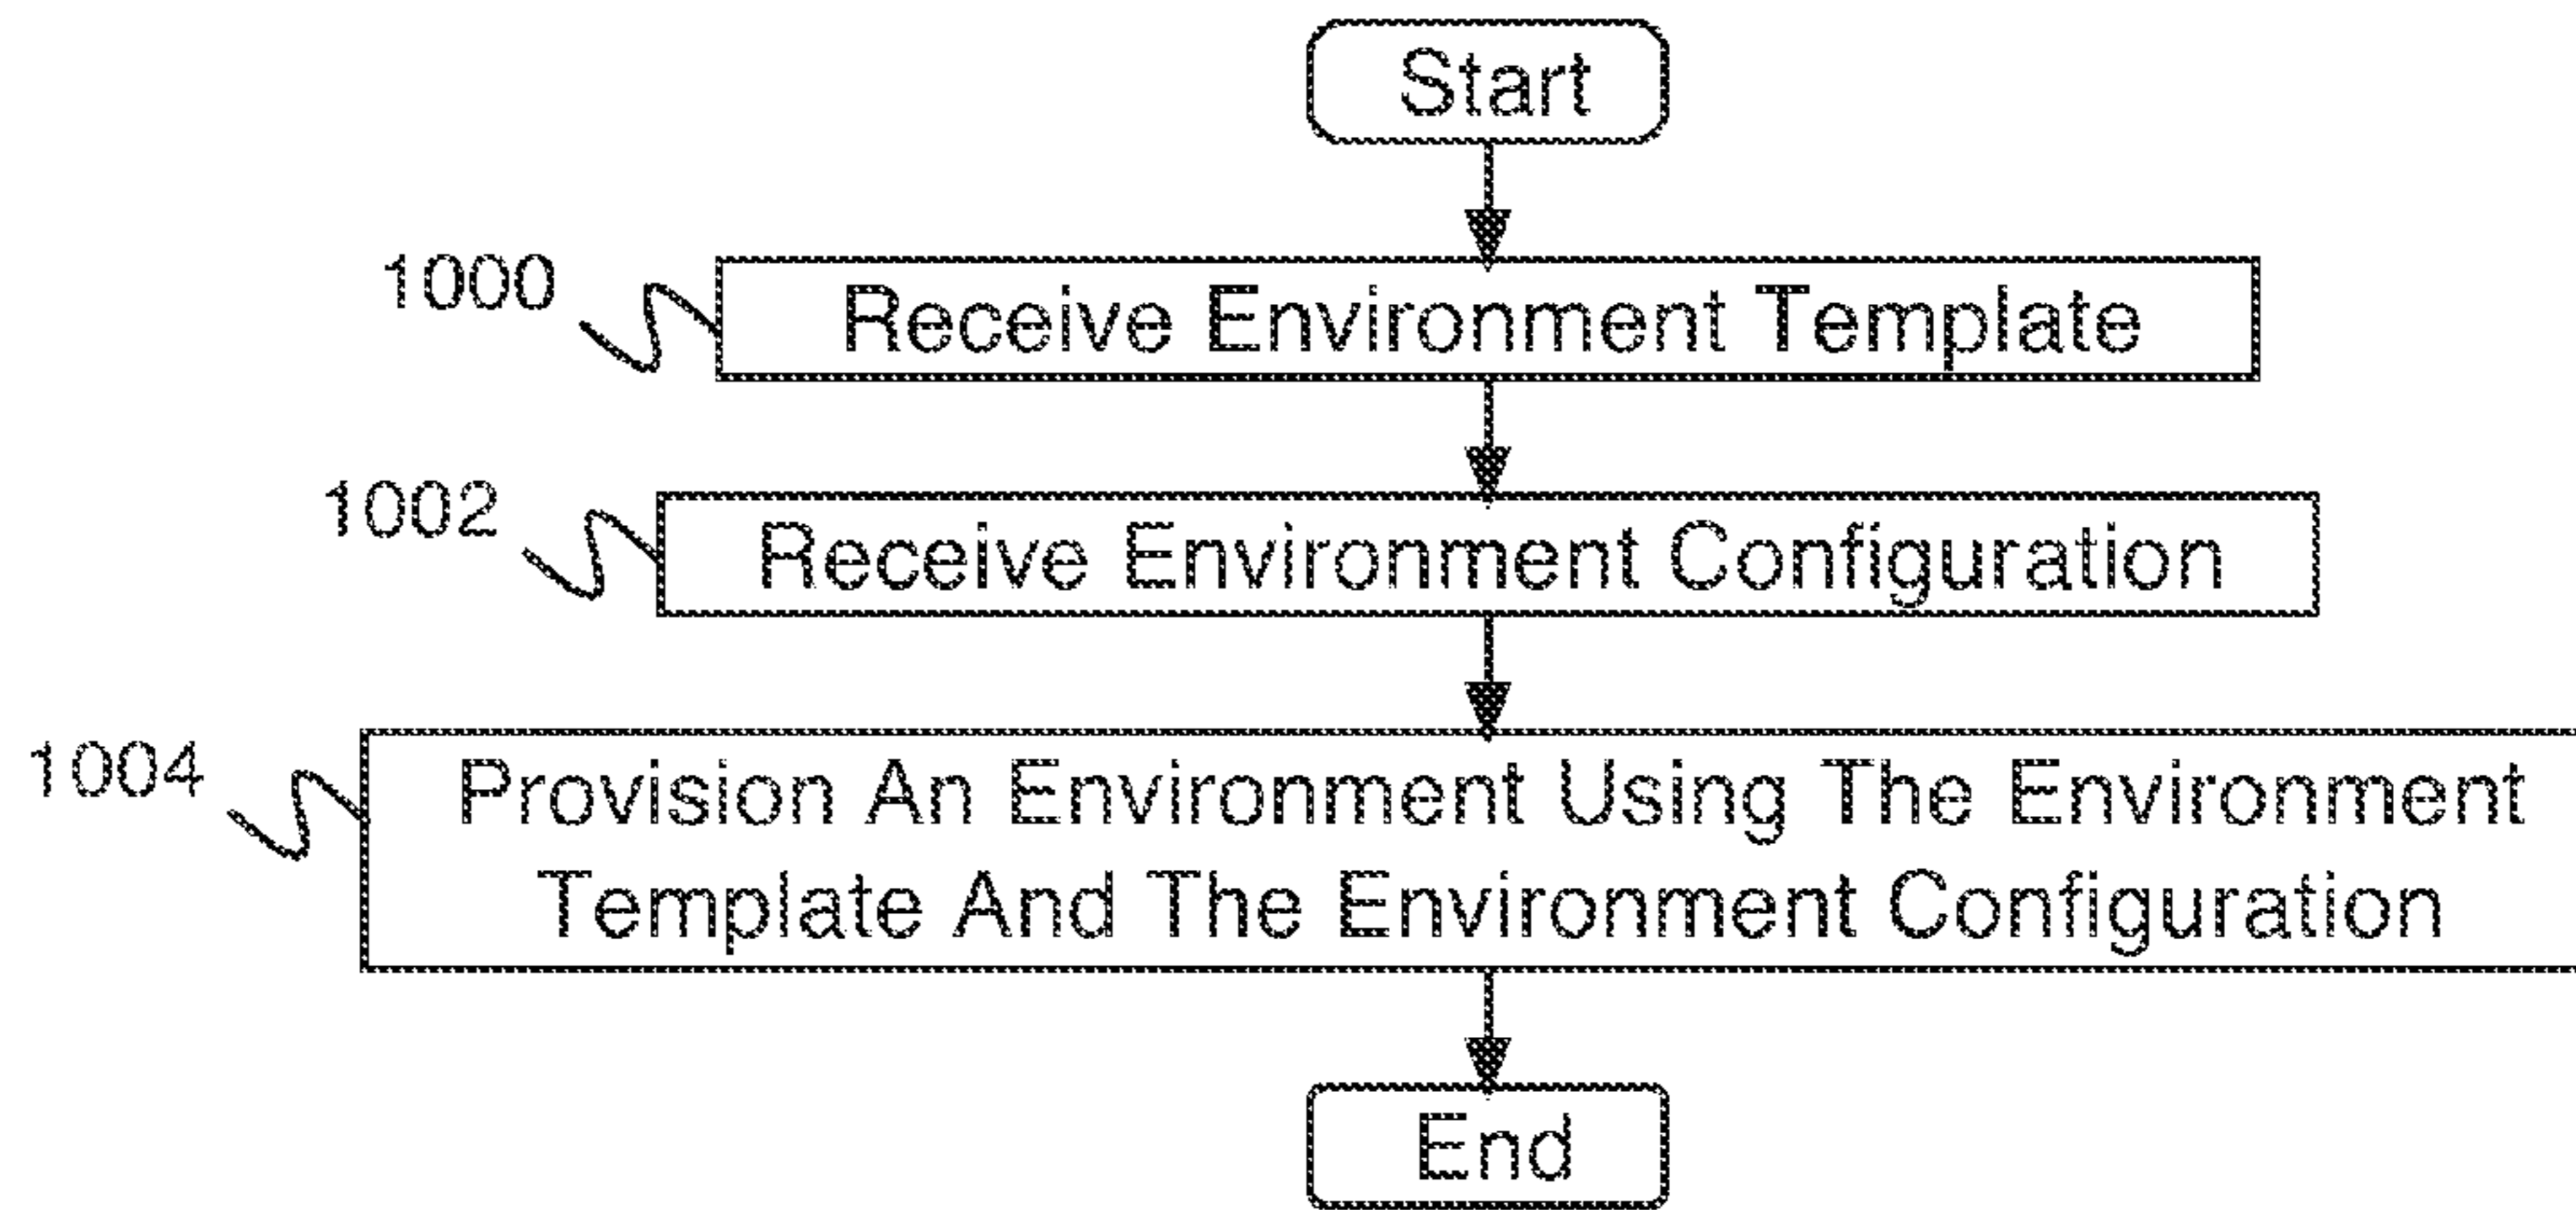 Start
1000
Receive Environment Template
1002
Receive Environment Configuration
1004
Provision An Environment Using The Environment
Template And The Environment Configuration
End